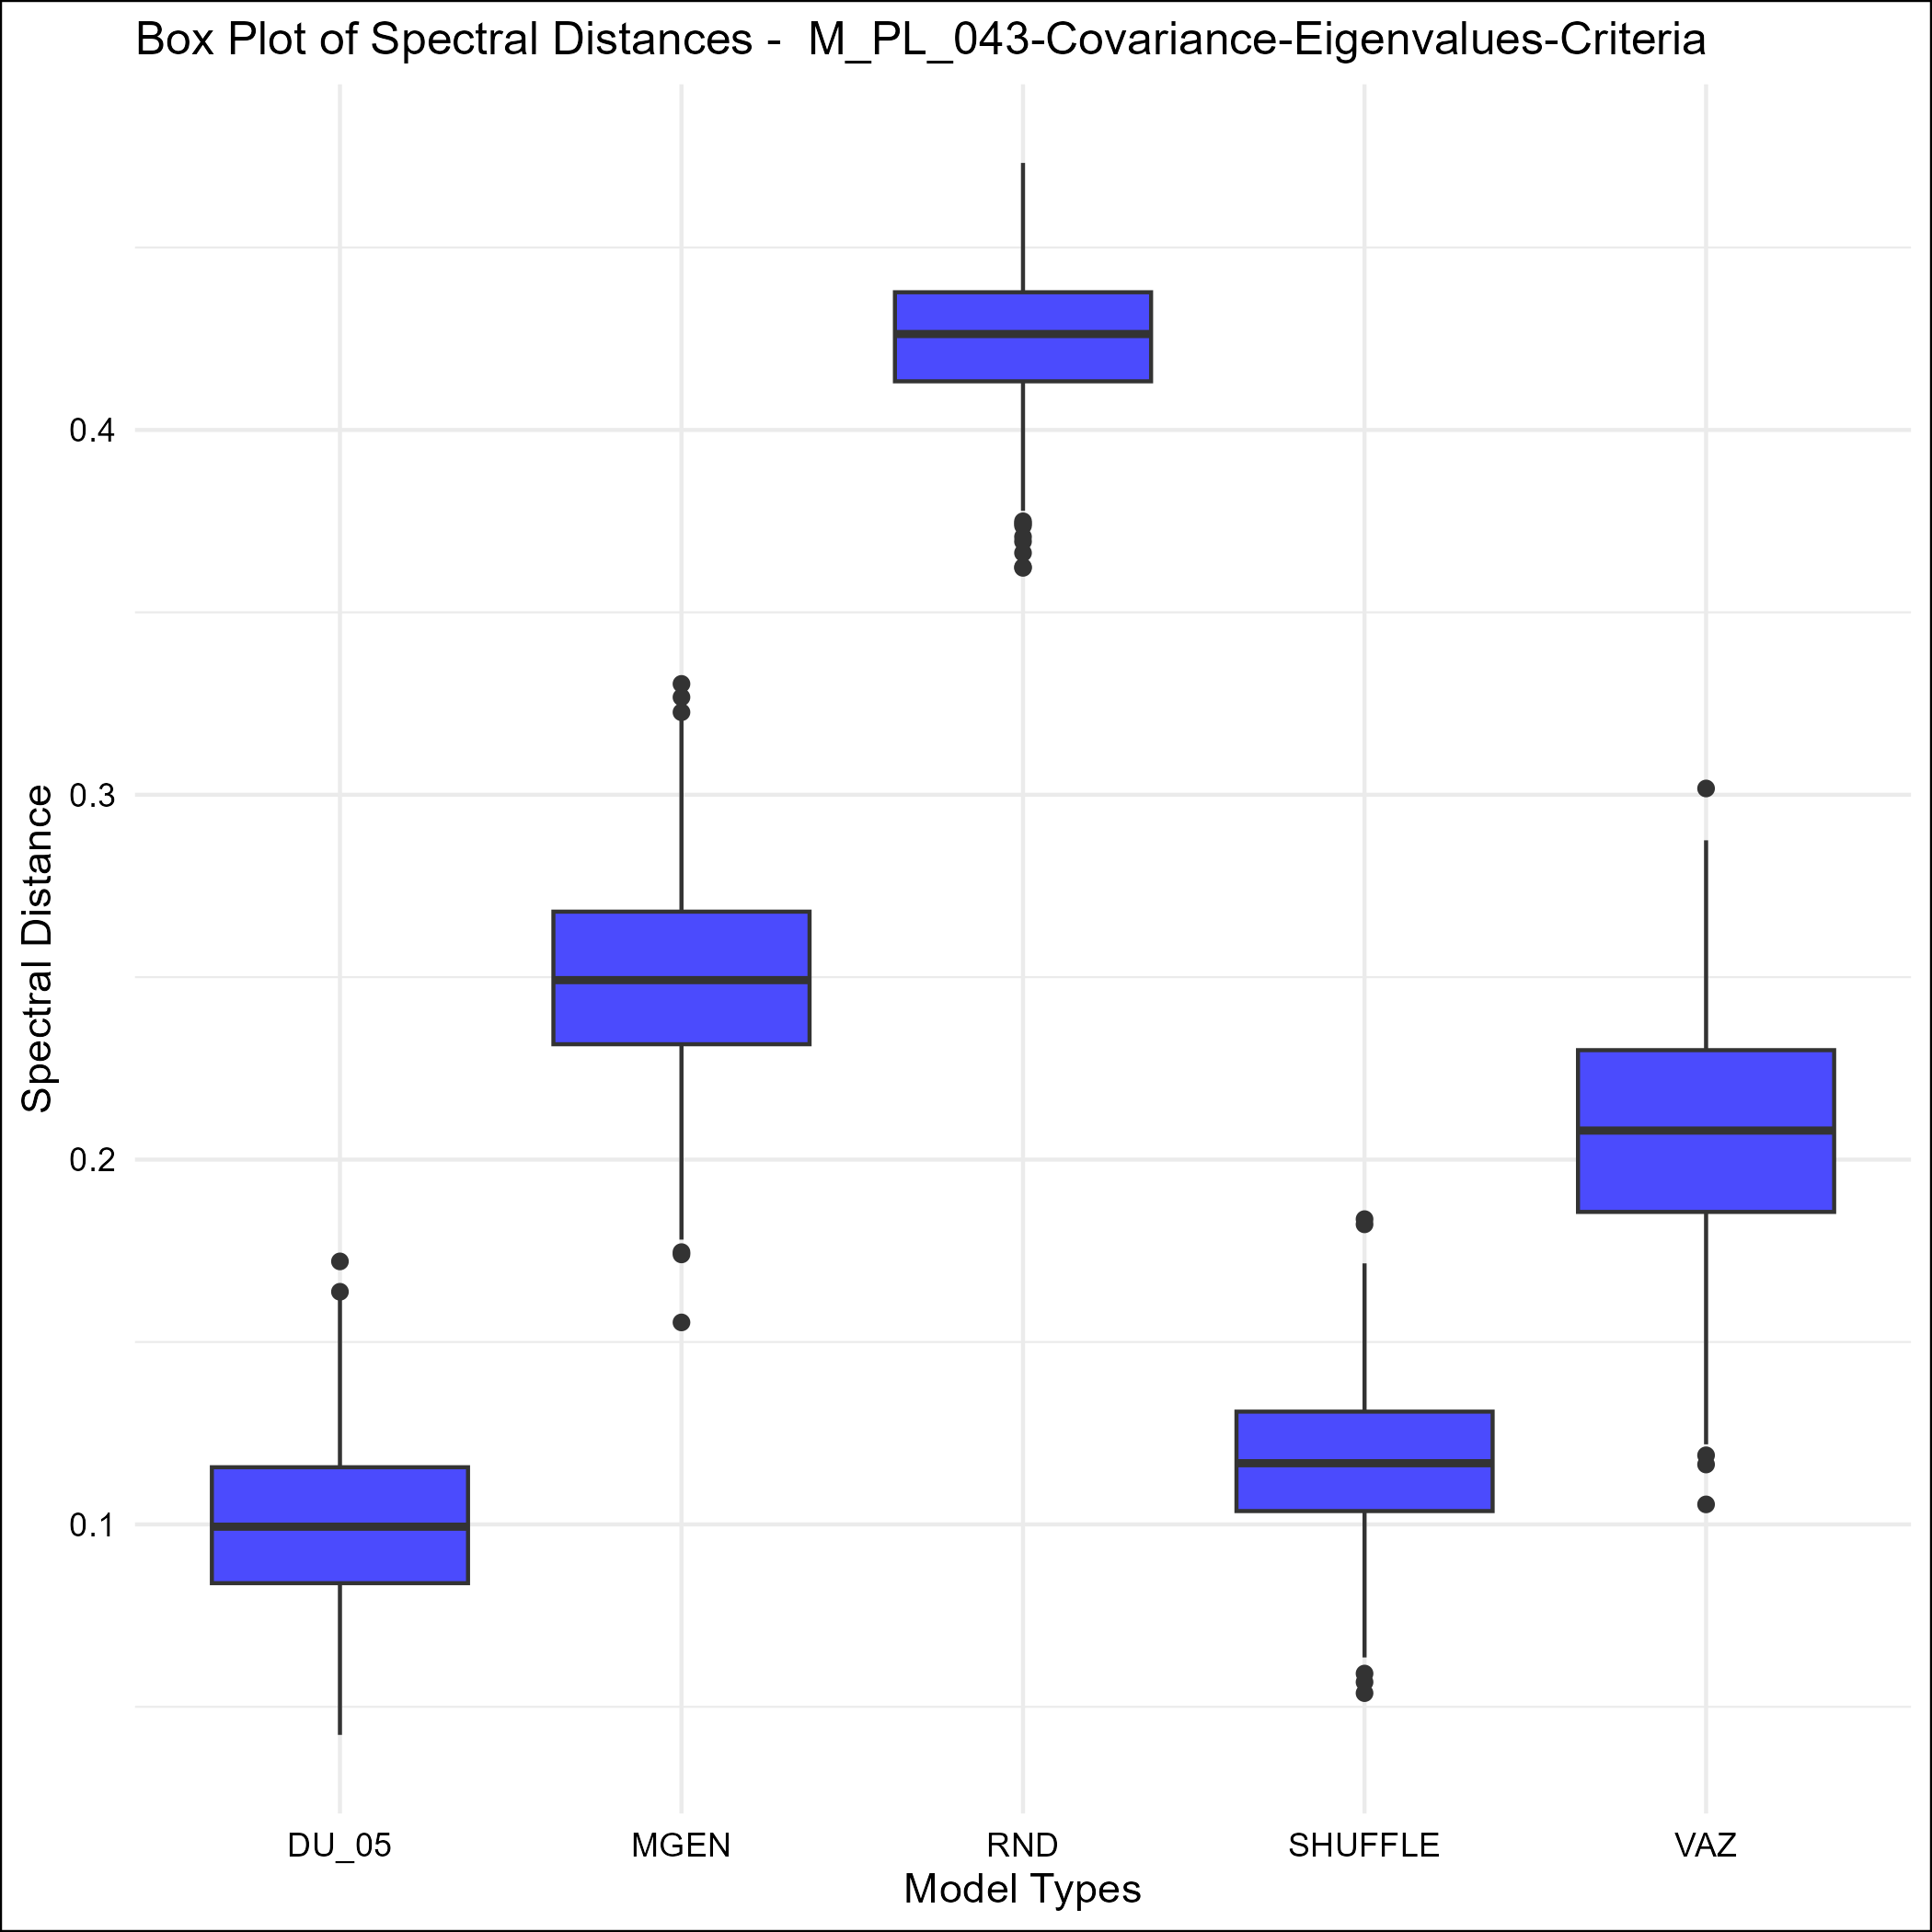 Box Plot of Spectral Distances -  M_PL_043-Covariance-Eigenvalues-Criteria
Spectral Distance
0.4
0.3
0.2
0.1
DU_05 MGEN RND SHUFFLE VAZ
Model Types